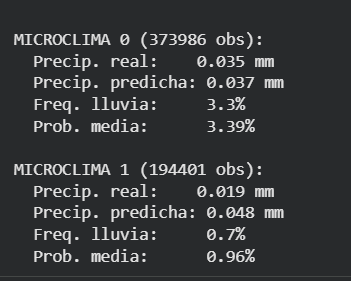 MICROCLIMA 0 (373986 obs):
Precip. real: 0.035 mm
Precip. predicha: 0.037 mm
Freq. lluvia: 3.3%
Prob. media: 3.39%
MICROCLIMA 1 (194401 obs):
Precip. real: 0.019 mm
Precip. predicha: 0.048 mm
Freq. lluvia: 0.7%
Prob. media: 0.96%